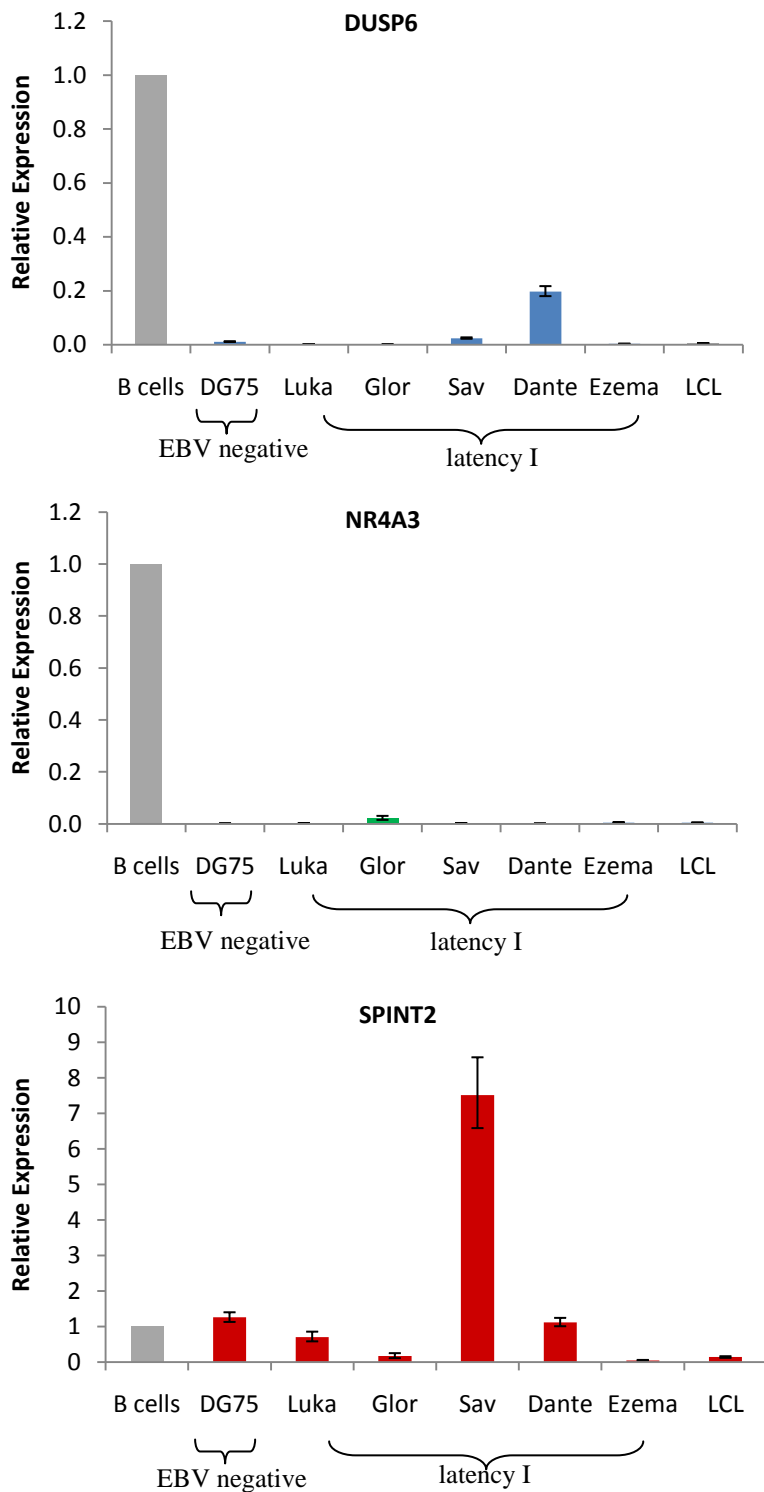 DUSP6
Relative Expression
1.2
1.0
0.8
0.6
0.4
0.2
0.0
B cells DG75 Luka Glor Sav Dante Ezema LCL
EBV negative latency I
NR4A3
Relative Expression
1.2
1.0
0.8
0.6
0.4
0.2
0.0
B cells DG75 Luka Glor Sav Dante Ezema LCL
EBV negative latency I
SPINT2
Relative Expression
10
9
8
7
6
5
4
3
2
1
0
B cells DG75 Luka Glor Sav Dante Ezema LCL
EBV negative latency I